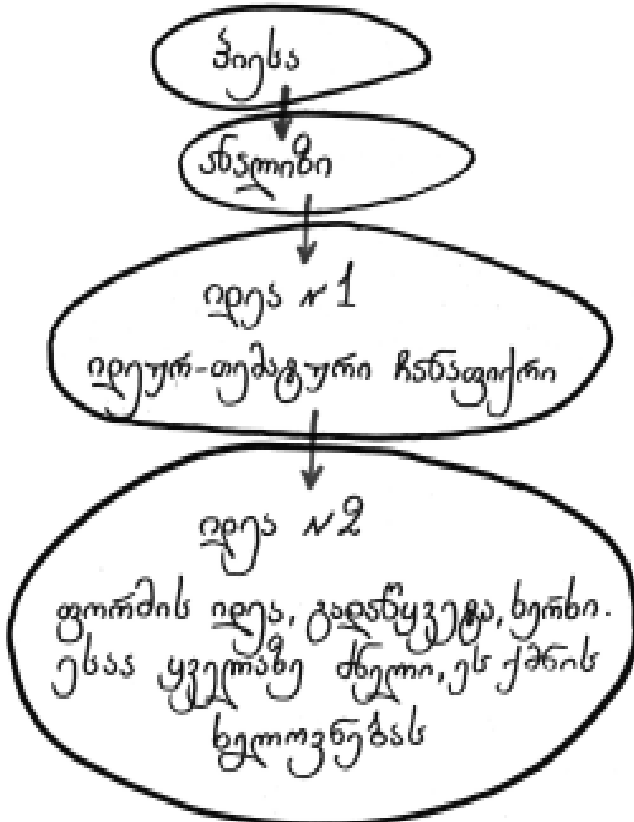 პიესა
ანალიზი
იდეა №1
იდეურ-თემატური ჩანაფიქრი
იდეა №2
ფორმის იდეა, გადაწყვეტა, ხერხი.
ესაა ყველაზე ძნელი, ეს ქმნის
ხელოვნებას